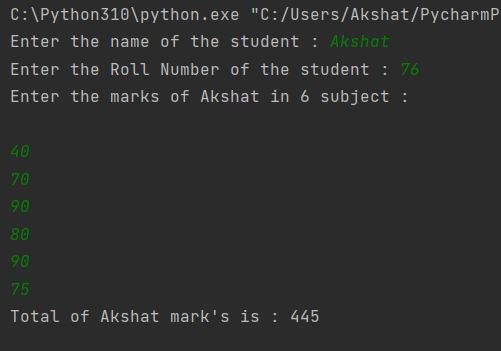 C:\Python310\python.exe "C:/Users/Akshat/PycharmP
Enter the name of the student : Akshat
Enter the Roll Number of the student : 76
Enter the marks of Akshat in 6 subject :
40
70
90
80
90
75
Total of Akshat mark's is : 445